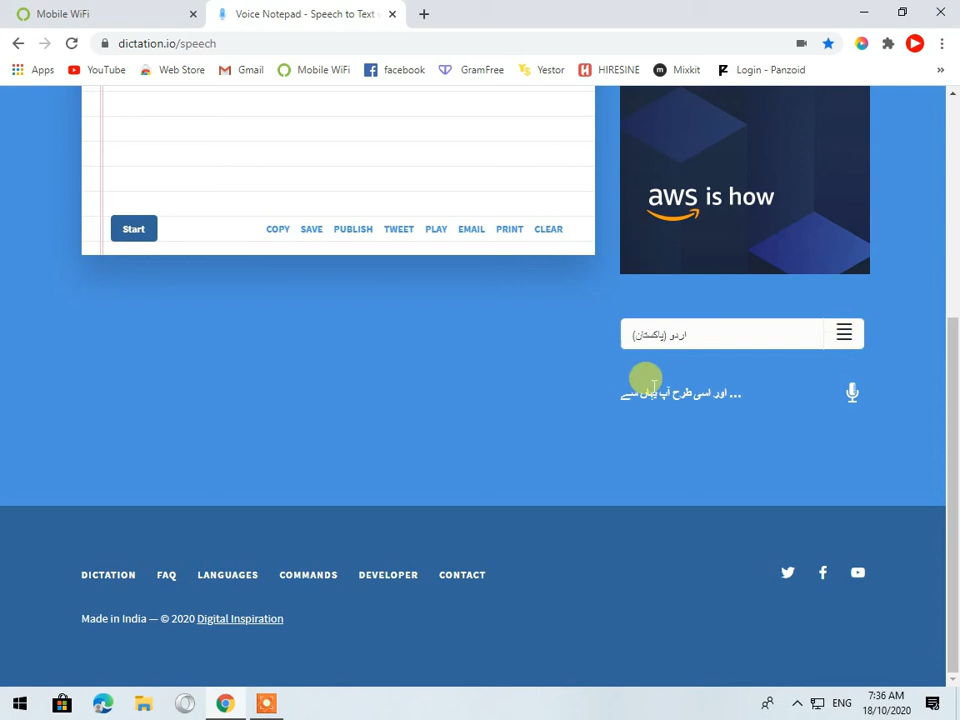 Mobile WiFi
Voice Notepad - Speech to Text
dictation.io/speech
Apps YouTube Web Store Gmail Mobile WiFi facebook GramFree Yestor HIRESINE Mixkit Login - Panzoid »
aws is how
Start COPY SAVE PUBLISH TWEET PLAY EMAIL PRINT CLEAR
اردو (پاکستان)
اور اسی طرح آپ یہاں سے ...
DICTATION FAQ LANGUAGES COMMANDS DEVELOPER CONTACT
Made in India — © 2020 Digital Inspiration
ENG
7:36 AM
18/10/2020